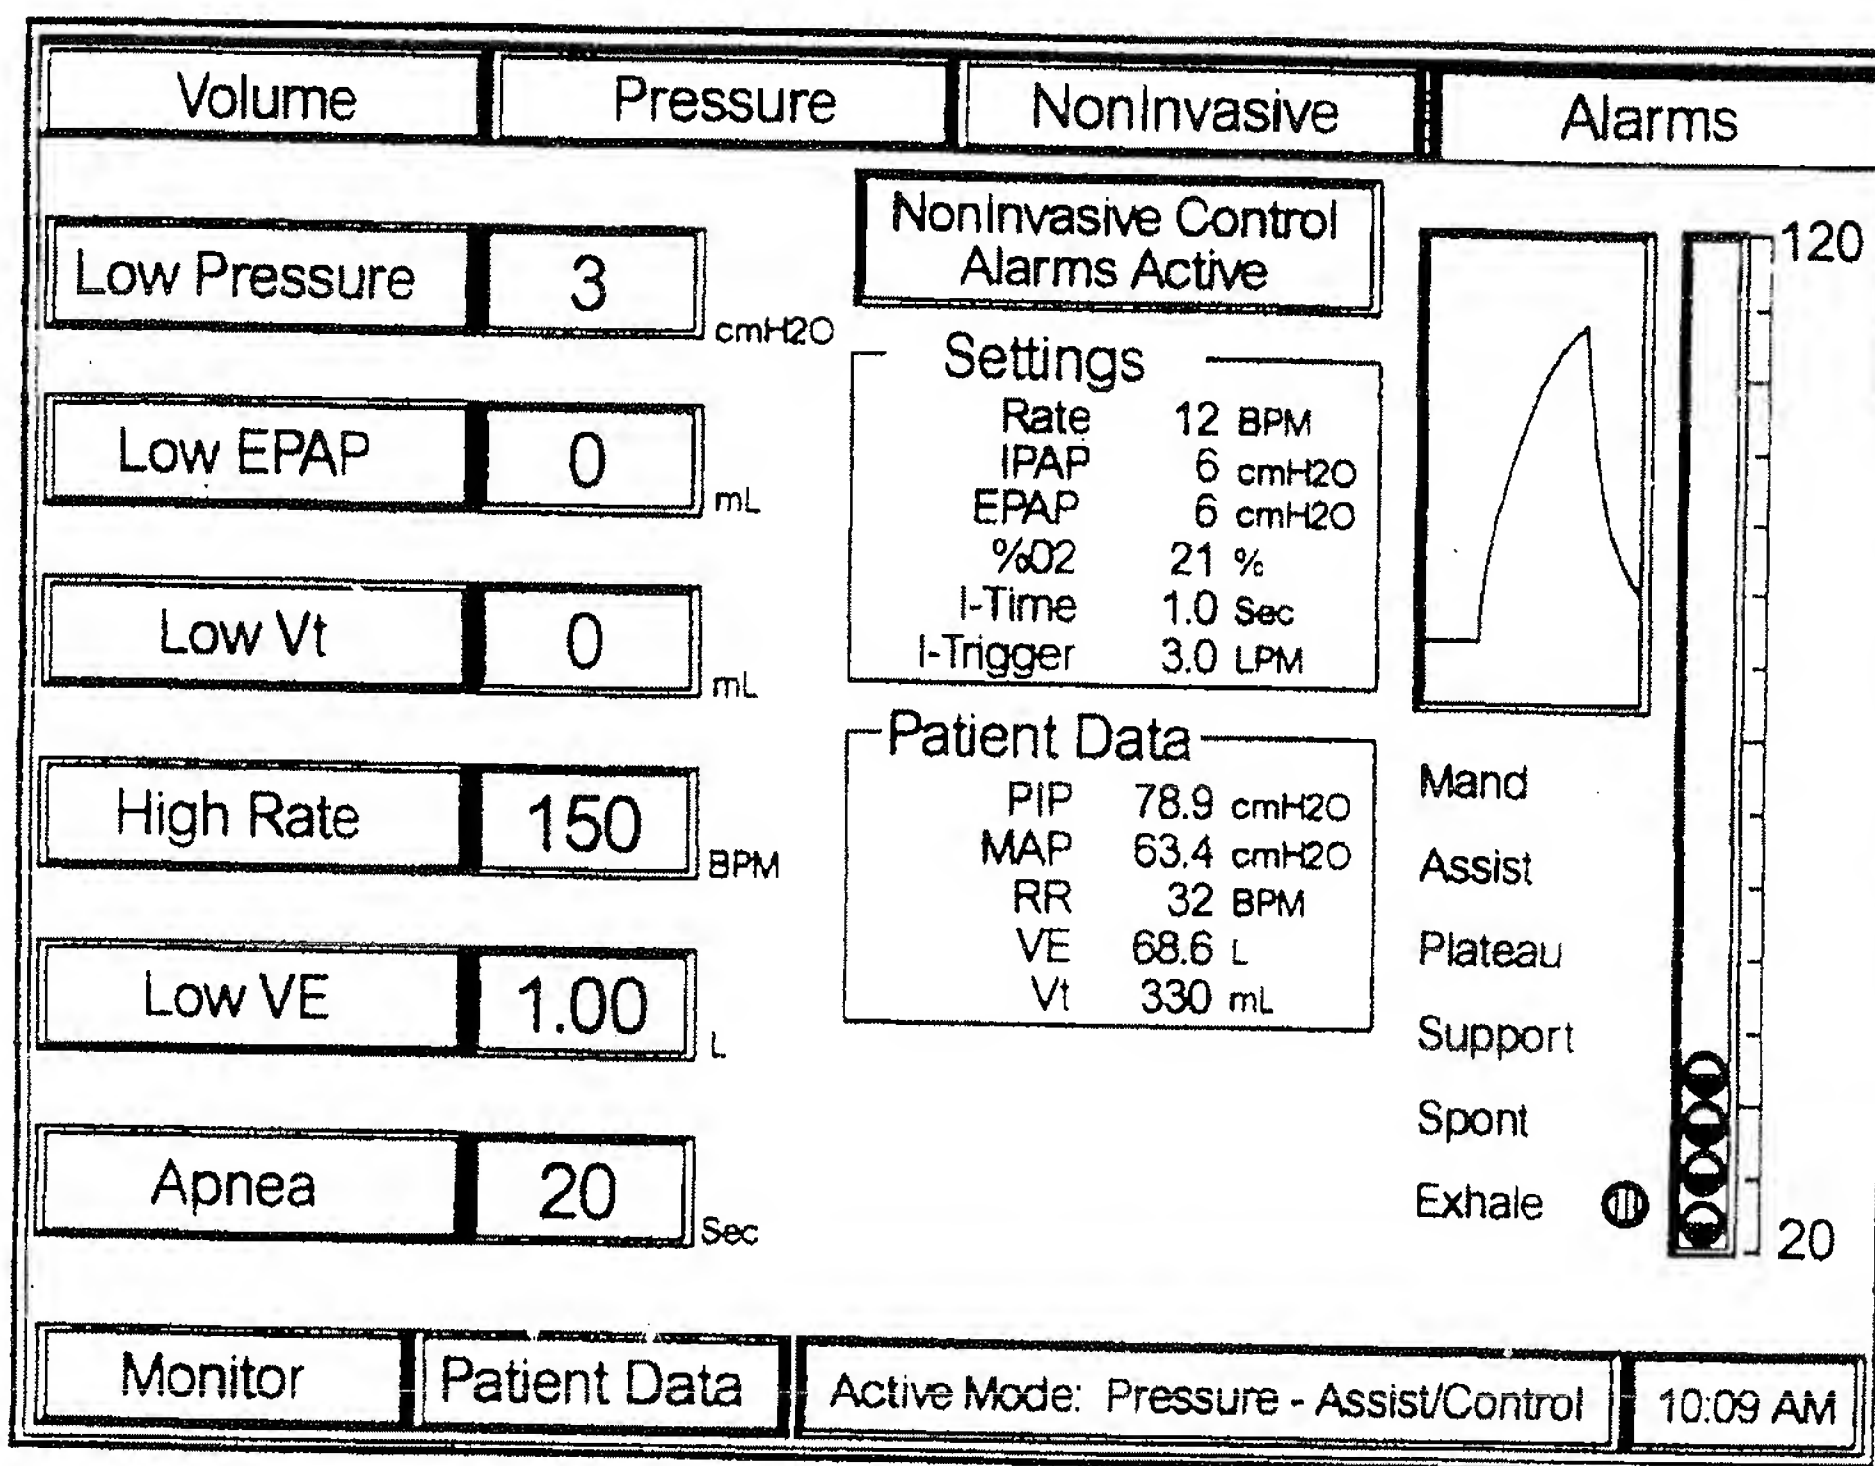 Volume
Pressure
NonInvasive
Alarms
Low Pressure 3 cmH2O
Low EPAP 0 mL
Low Vt 0 mL
High Rate 150 BPM
Low VE 1.00 L
Apnea 20 Sec
NonInvasive Control
Alarms Active
Settings
Rate 12 BPM
IPAP 6 cmH2O
EPAP 6 cmH2O
%02 21 %
I-Time 1.0 Sec
I-Trigger 3.0 LPM
Patient Data
PIP 78.9 cmH2O
MAP 63.4 cmH2O
RR 32 BPM
VE 68.6 L
Vt 330 mL
120
Mand
Assist
Plateau
Support
Spont
Exhale
20
Monitor
Patient Data
Active Mode: Pressure - Assist/Control
10:09 AM